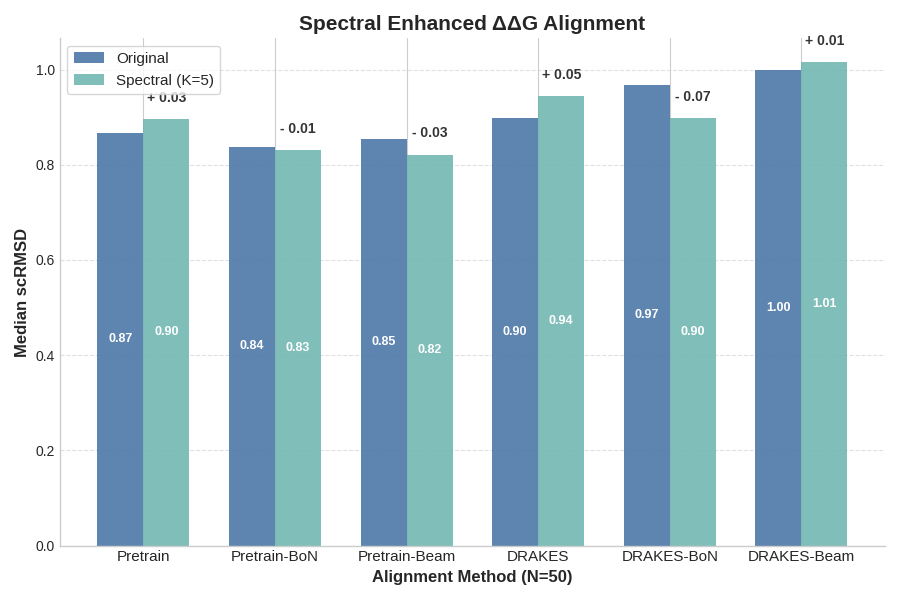 Spectral Enhanced ΔΔG Alignment
Original
Spectral (K=5)
Median scRMSD
1.0
0.8
0.6
0.4
0.2
0.0
+ 0.03
- 0.01
- 0.03
+ 0.05
- 0.07
+ 0.01
0.87
0.90
0.84
0.83
0.85
0.82
0.90
0.94
0.97
0.90
1.00
1.01
Pretrain
Pretrain-BoN
Pretrain-Beam
DRAKES
DRAKES-BoN
DRAKES-Beam
Alignment Method (N=50)